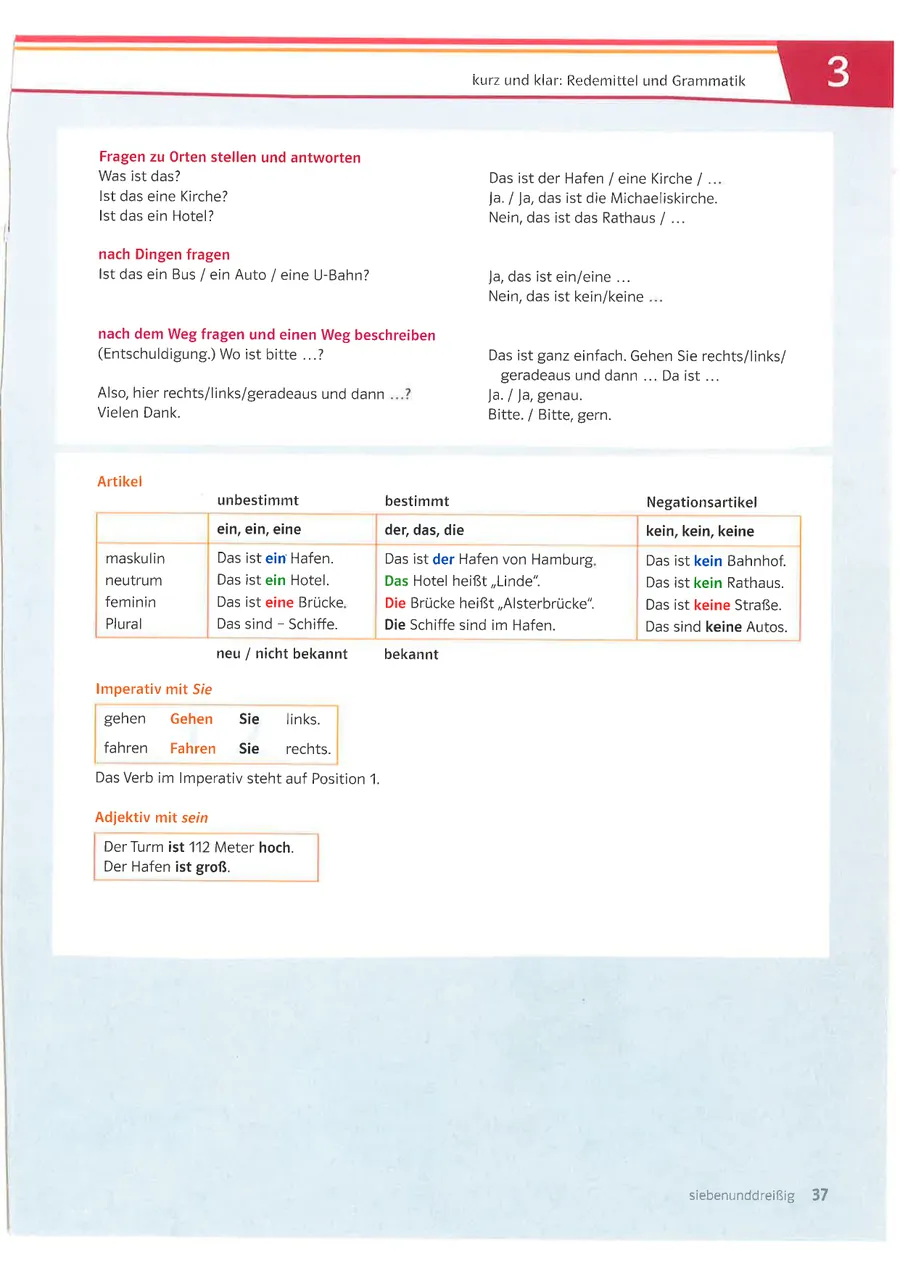 kurz und klar: Redemittel und Grammatik
3
Fragen zu Orten stellen und antworten
Was ist das?
Das ist der Hafen / eine Kirche / ...
Ist das eine Kirche?
Ja. / Ja, das ist die Michaeliskirche.
Ist das ein Hotel?
Nein, das ist das Rathaus / ...
nach Dingen fragen
Ist das ein Bus / ein Auto / eine U-Bahn?
Ja, das ist ein/eine ...
Nein, das ist kein/keine ...
nach dem Weg fragen und einen Weg beschreiben
(Entschuldigung.) Wo ist bitte ...?
Das ist ganz einfach. Gehen Sie rechts/links/
geradeaus und dann ... Da ist ...
Also, hier rechts/links/geradeaus und dann ...?
Ja. / Ja, genau.
Vielen Dank.
Bitte. / Bitte, gern.
Artikel
unbestimmt bestimmt Negationsartikel
ein, ein, eine der, das, die kein, kein, keine
maskulin Das ist ein Hafen. Das ist der Hafen von Hamburg. Das ist kein Bahnhof.
neutrum Das ist ein Hotel. Das Hotel heißt „Linde“. Das ist kein Rathaus.
feminin Das ist eine Brücke. Die Brücke heißt „Alsterbrücke“. Das ist keine Straße.
Plural Das sind – Schiffe. Die Schiffe sind im Hafen. Das sind keine Autos.
neu / nicht bekannt bekannt
Imperativ mit Sie
gehen Gehen Sie links.
fahren Fahren Sie rechts.
Das Verb im Imperativ steht auf Position 1.
Adjektiv mit sein
Der Turm ist 112 Meter hoch.
Der Hafen ist groß.
siebenunddreißig 37